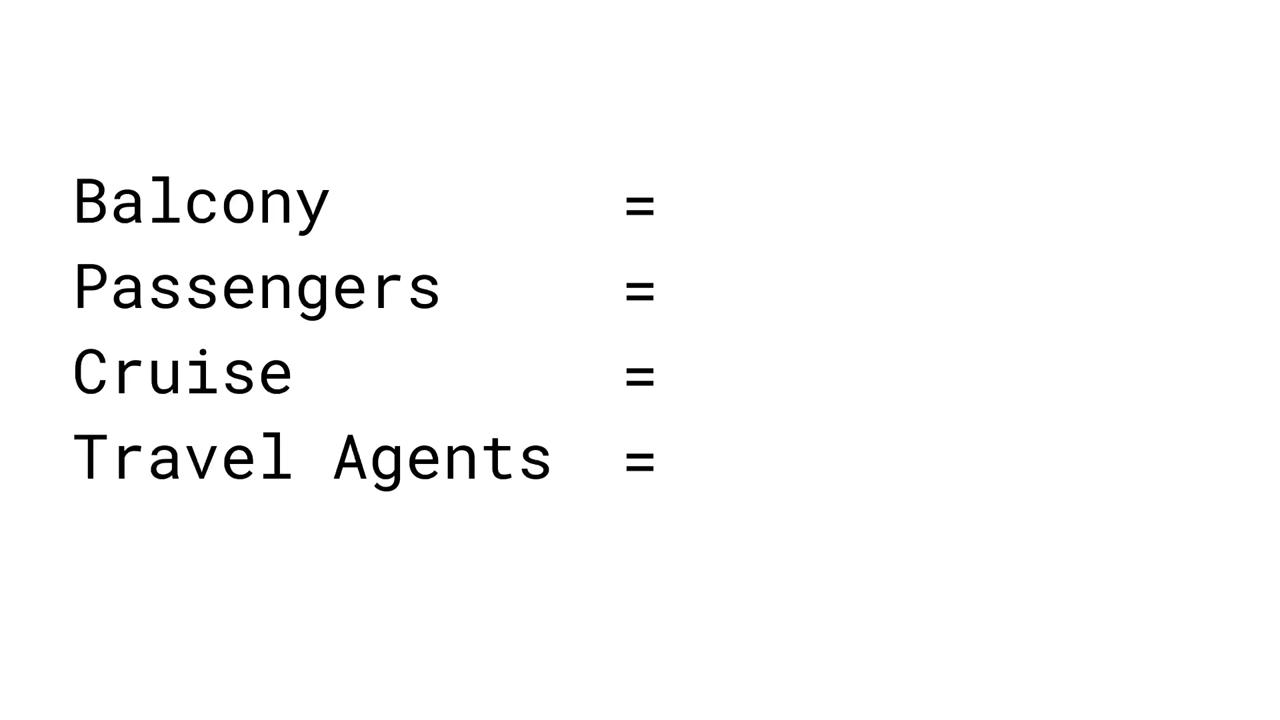 Balcony =
Passengers =
Cruise =
Travel Agents =